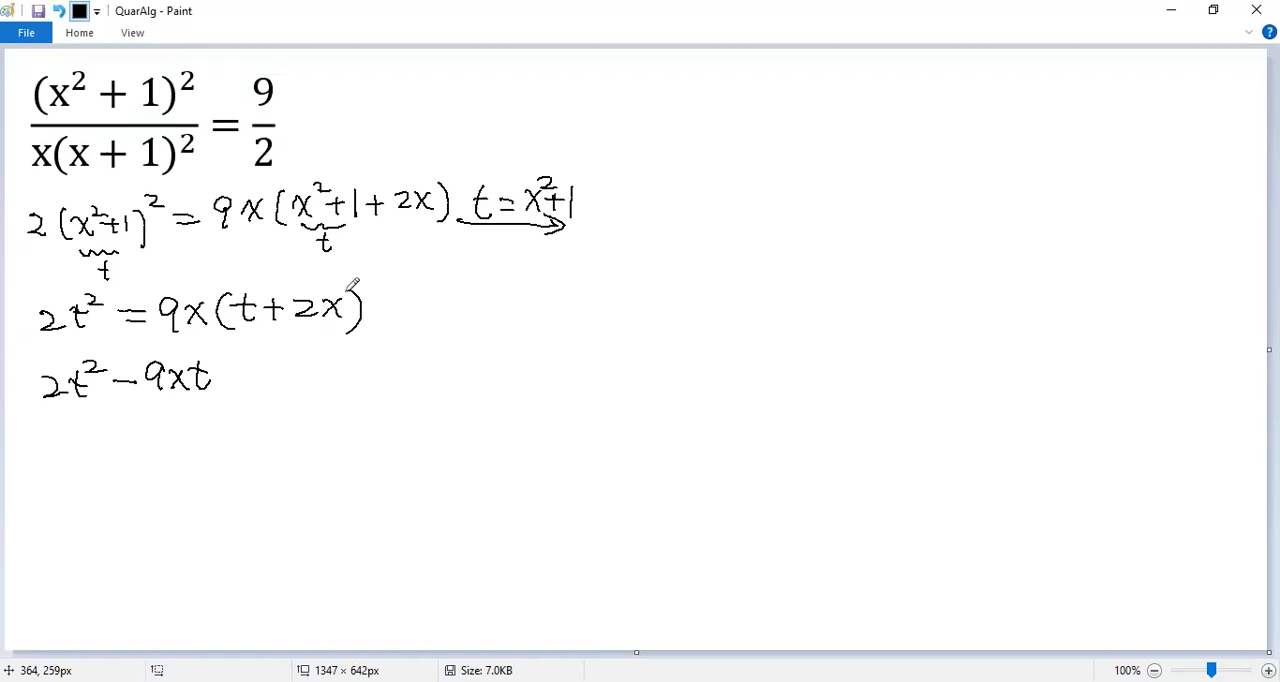 QuarAlg - Paint
File Home View
(x² + 1)² / x(x + 1)² = 9/2
2(x²+1)² = 9x(x²+1+2x) t = x²+1
t t
2t² = 9x(t+2x)
2t² - 9xt
364, 259px 1347 × 642px Size: 7.0KB 100%